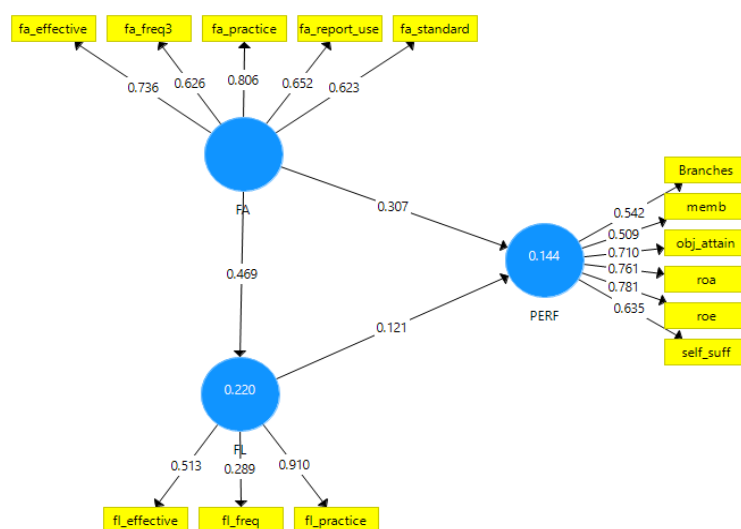 fa_effective fa_freq3 fa_practice fa_report_use fa_standard
0.736 0.626 0.806 0.652 0.623
FA
0.307
0.469
Branches
memb
obj_attain
roa
roe
self_suff
0.542
0.509
0.710
0.761
0.781
0.635
0.144
PERF
0.121
0.220
FL
0.513 0.289 0.910
fl_effective fl_freq fl_practice